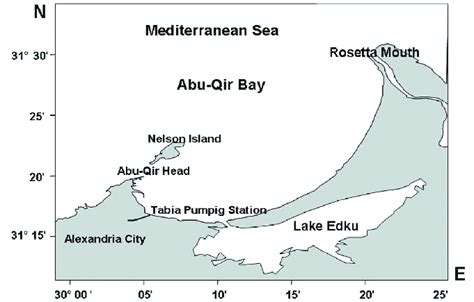 N
Mediterranean Sea
31° 30'
Rosetta Mouth
Abu-Qir Bay
25'
Nelson Island
Abu-Qir Head
20'
Tabia Pumpig Station
Lake Edku
31° 15'
Alexandria City
E
30° 00 ' 05' 10' 15' 20' 25'